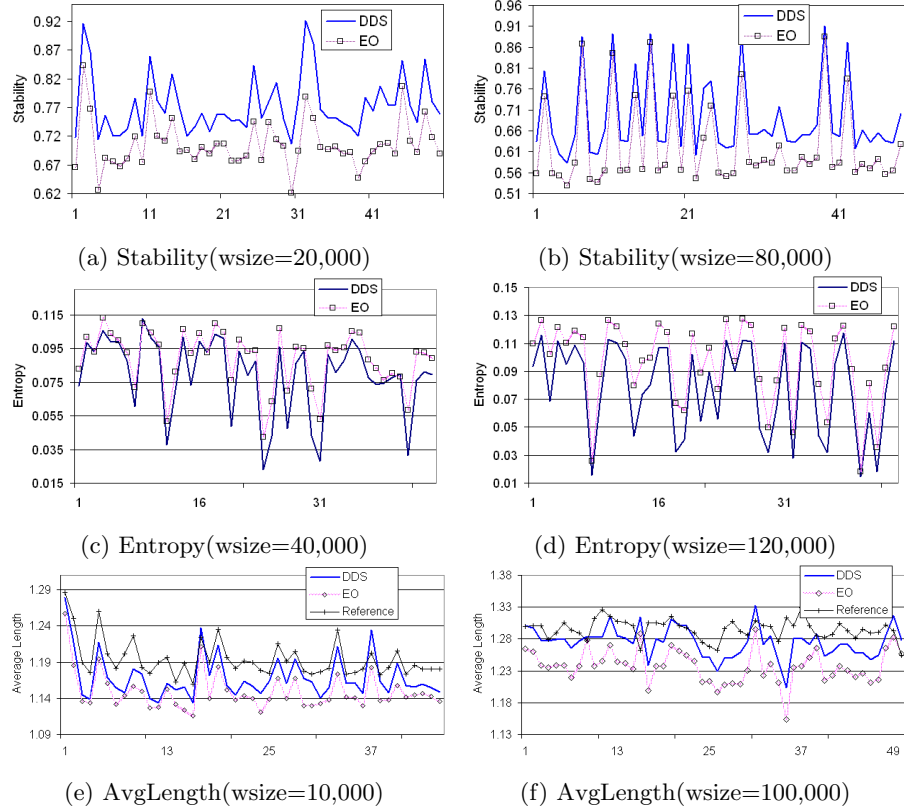 0.92
0.87
0.82
0.77
0.72
0.67
0.62
Stability
DDS
EO
1 11 21 31 41
(a) Stability(wsize=20,000)
0.96
0.91
0.86
0.81
0.76
0.71
0.66
0.61
0.56
0.51
Stability
DDS
EO
1 21 41
(b) Stability(wsize=80,000)
0.115
0.095
0.075
0.055
0.035
0.015
Entropy
DDS
EO
1 16 31
(c) Entropy(wsize=40,000)
0.15
0.13
0.11
0.09
0.07
0.05
0.03
0.01
Entropy
DDS
EO
1 16 31
(d) Entropy(wsize=120,000)
1.29
1.24
1.19
1.14
1.09
Average Length
DDS
EO
Reference
1 13 25 37
(e) AvgLength(wsize=10,000)
1.38
1.33
1.28
1.23
1.18
1.13
Average Length
DDS
EO
Reference
1 13 25 37 49
(f) AvgLength(wsize=100,000)